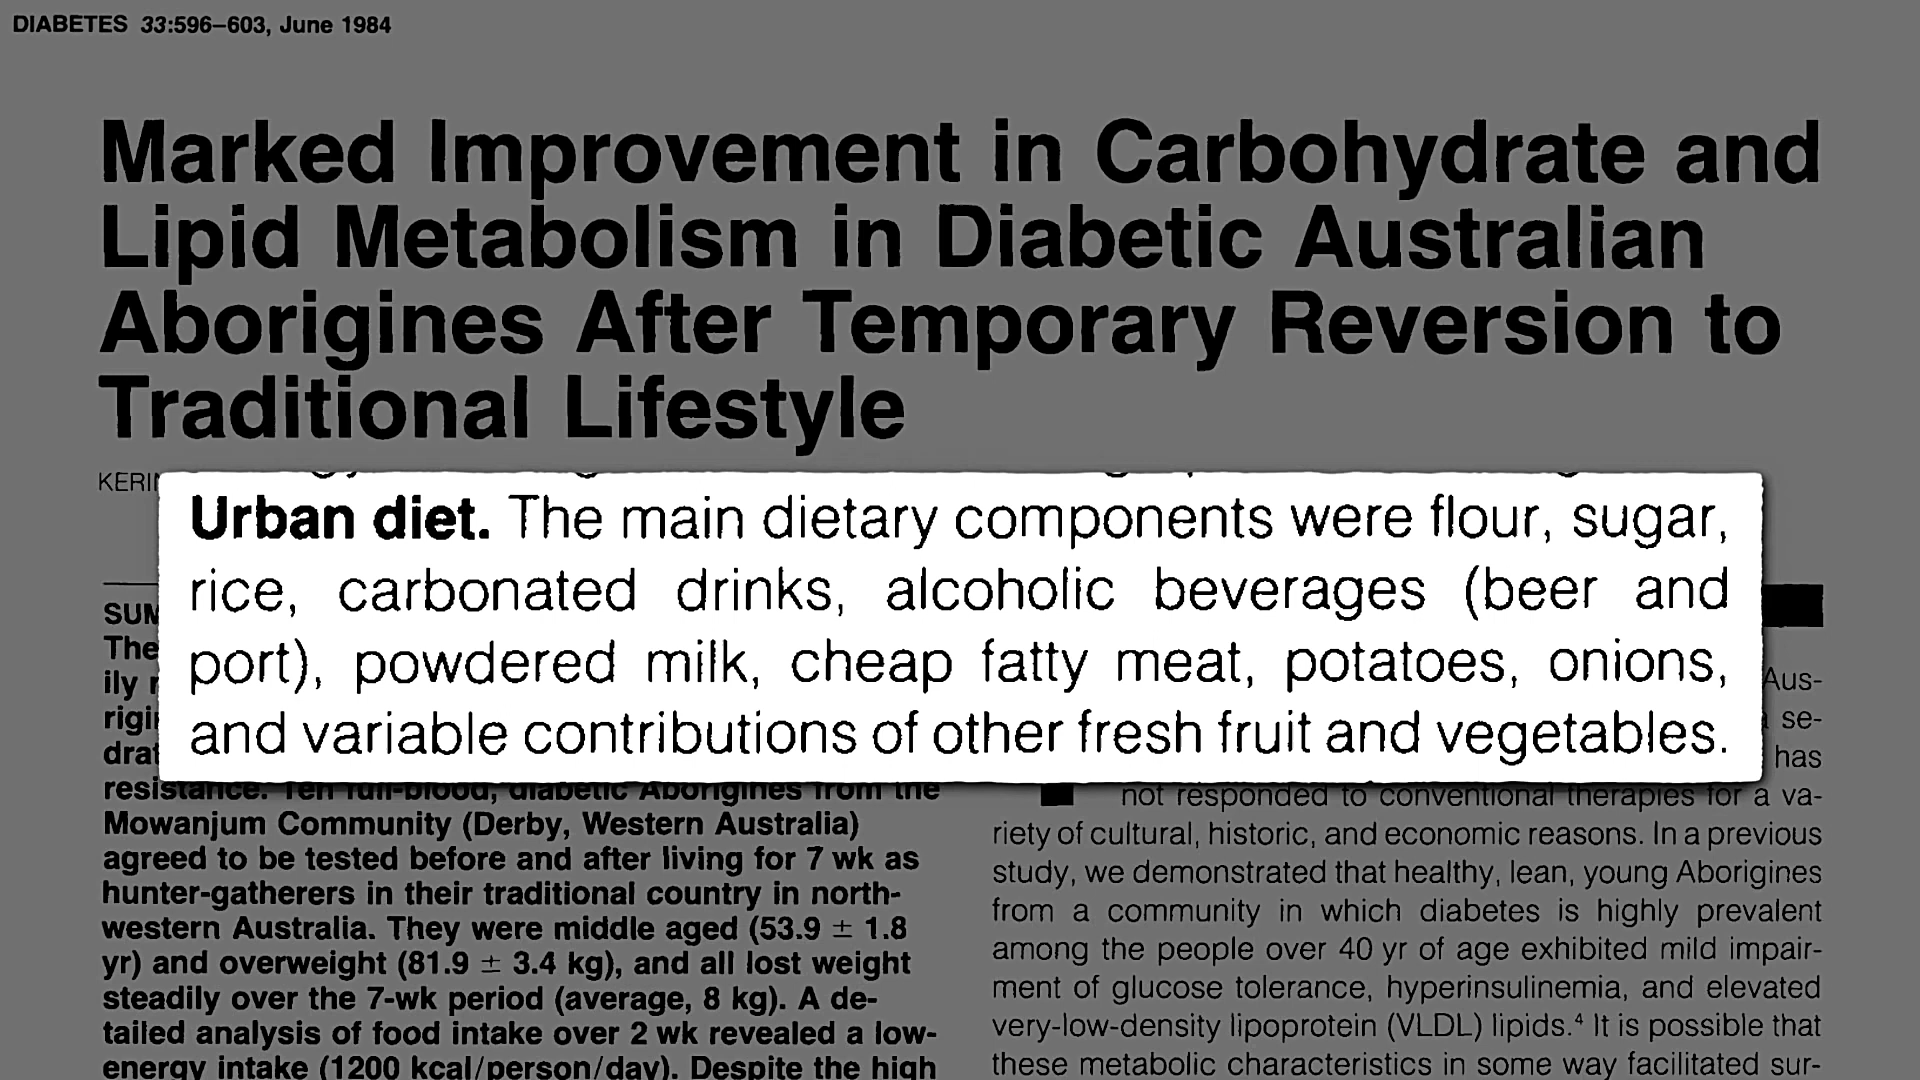 DIABETES 33:596–603, June 1984
Marked Improvement in Carbohydrate and
Lipid Metabolism in Diabetic Australian
Aborigines After Temporary Reversion to
Traditional Lifestyle
Urban diet. The main dietary components were flour, sugar,
rice, carbonated drinks, alcoholic beverages (beer and
port), powdered milk, cheap fatty meat, potatoes, onions,
and variable contributions of other fresh fruit and vegetables.
The
resistance. Ten full-blood, diabetic Aborigines from the
Mowanjum Community (Derby, Western Australia)
agreed to be tested before and after living for 7 wk as
hunter-gatherers in their traditional country in north-
western Australia. They were middle aged (53.9 ± 1.8
yr) and overweight (81.9 ± 3.4 kg), and all lost weight
steadily over the 7-wk period (average, 8 kg). A de-
tailed analysis of food intake over 2 wk revealed a low-
energy intake (1200 kcal/person/day). Despite the high
Aus-
se-
has
not responded to conventional therapies for a va-
riety of cultural, historic, and economic reasons. In a previous
study, we demonstrated that healthy, lean, young Aborigines
from a community in which diabetes is highly prevalent
among the people over 40 yr of age exhibited mild impair-
ment of glucose tolerance, hyperinsulinemia, and elevated
very-low-density lipoprotein (VLDL) lipids.⁴ It is possible that
these metabolic characteristics in some way facilitated sur-